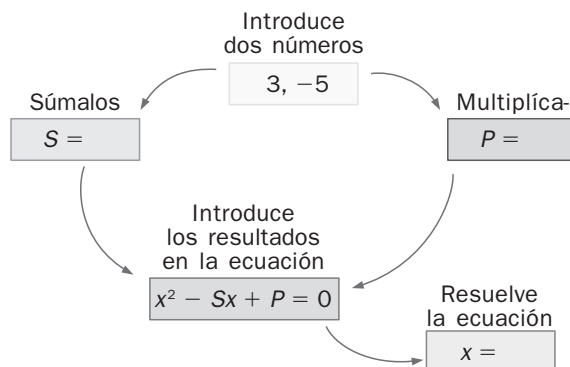 Introduce
dos números
3, −5
Súmalos
S =
Multiplíca-
P =
Introduce
los resultados
en la ecuación
x² − Sx + P = 0
Resuelve
la ecuación
x =